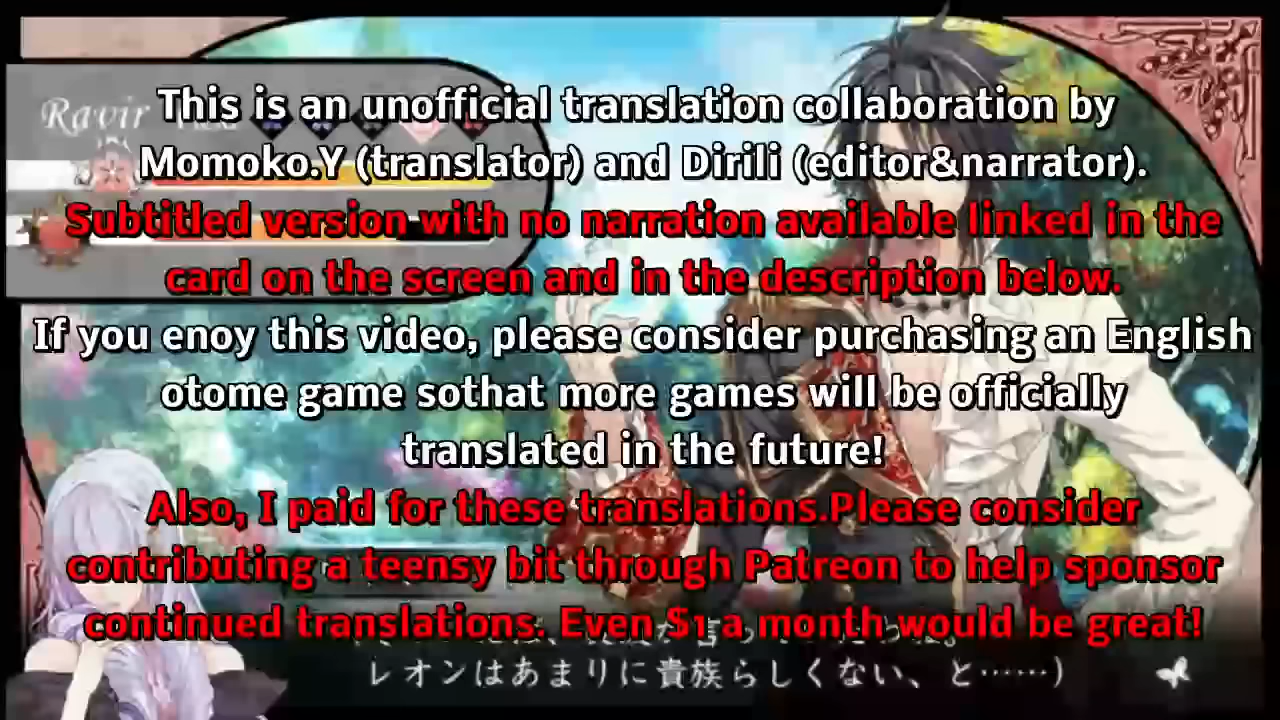 Ravir
This is an unofficial translation collaboration by
Momoko.Y (translator) and Dirili (editor&narrator).
Subtitled version with no narration available linked in the
card on the screen and in the description below.
If you enoy this video, please consider purchasing an English
otome game sothat more games will be officially
translated in the future!
Also, I paid for these translations.Please consider
contributing a teensy bit through Patreon to help sponsor
continued translations. Even $1 a month would be great!
レオンはあまりに貴族らしくない、と……)